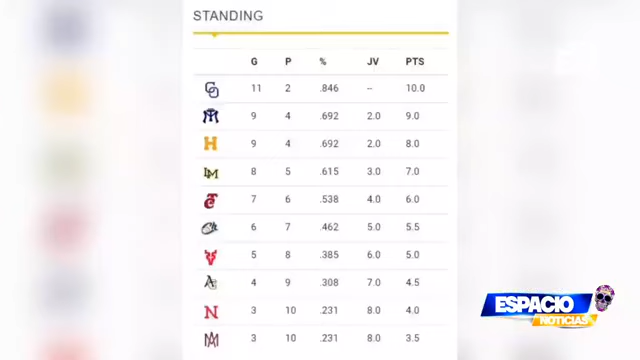 STANDING
G P % JV PTS
CO 11 2 .846 -- 10.0
M 9 4 .692 2.0 9.0
H 9 4 .692 2.0 8.0
LM 8 5 .615 3.0 7.0
TC 7 6 .538 4.0 6.0
6 7 .462 5.0 5.5
5 8 .385 6.0 5.0
4 9 .308 7.0 4.5
N 3 10 .231 8.0 4.0
3 10 .231 8.0 3.5
ESPACIO
NOTICIAS